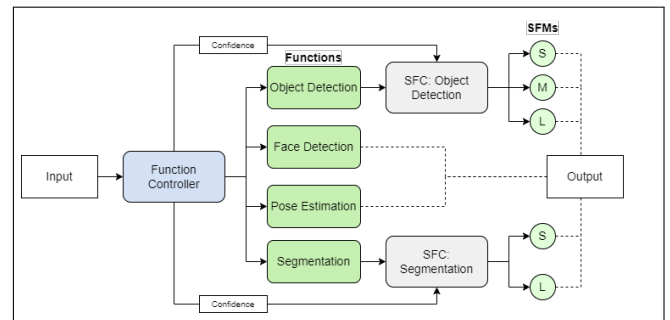 SFMs
Confidence
Functions
S
Object Detection
SFC: Object
Detection
M
L
Face Detection
Input
Function
Controller
Output
Pose Estimation
S
Segmentation
SFC:
Segmentation
L
Confidence